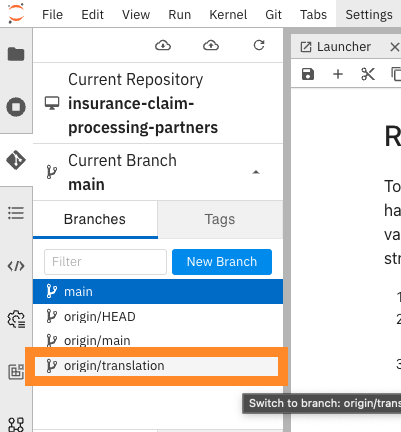 View Run Kernel Git Tabs Settings
Current Repository
insurance-claim-
processing-partners
Current Branch
main
Branches Tags
Filter New Branch
main
origin/HEAD
origin/main
origin/translation
Switch to branch: origin/trans
Launcher
R
To
ha
va
str
1
2
3